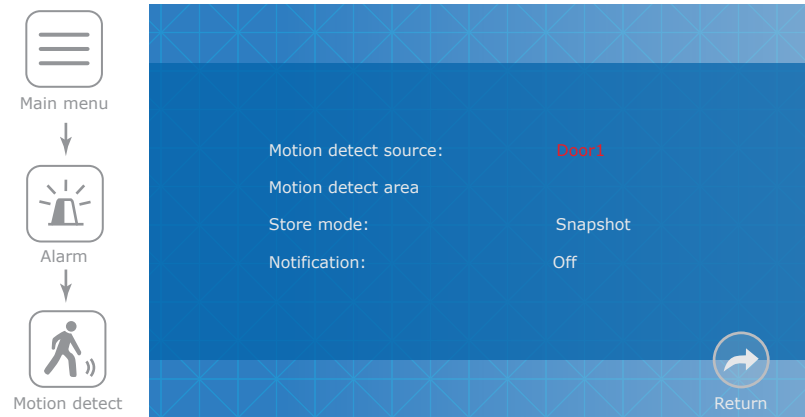 Main menu
Alarm
Motion detect
Motion detect source: Door1
Motion detect area
Store mode: Snapshot
Notification: Off
Return